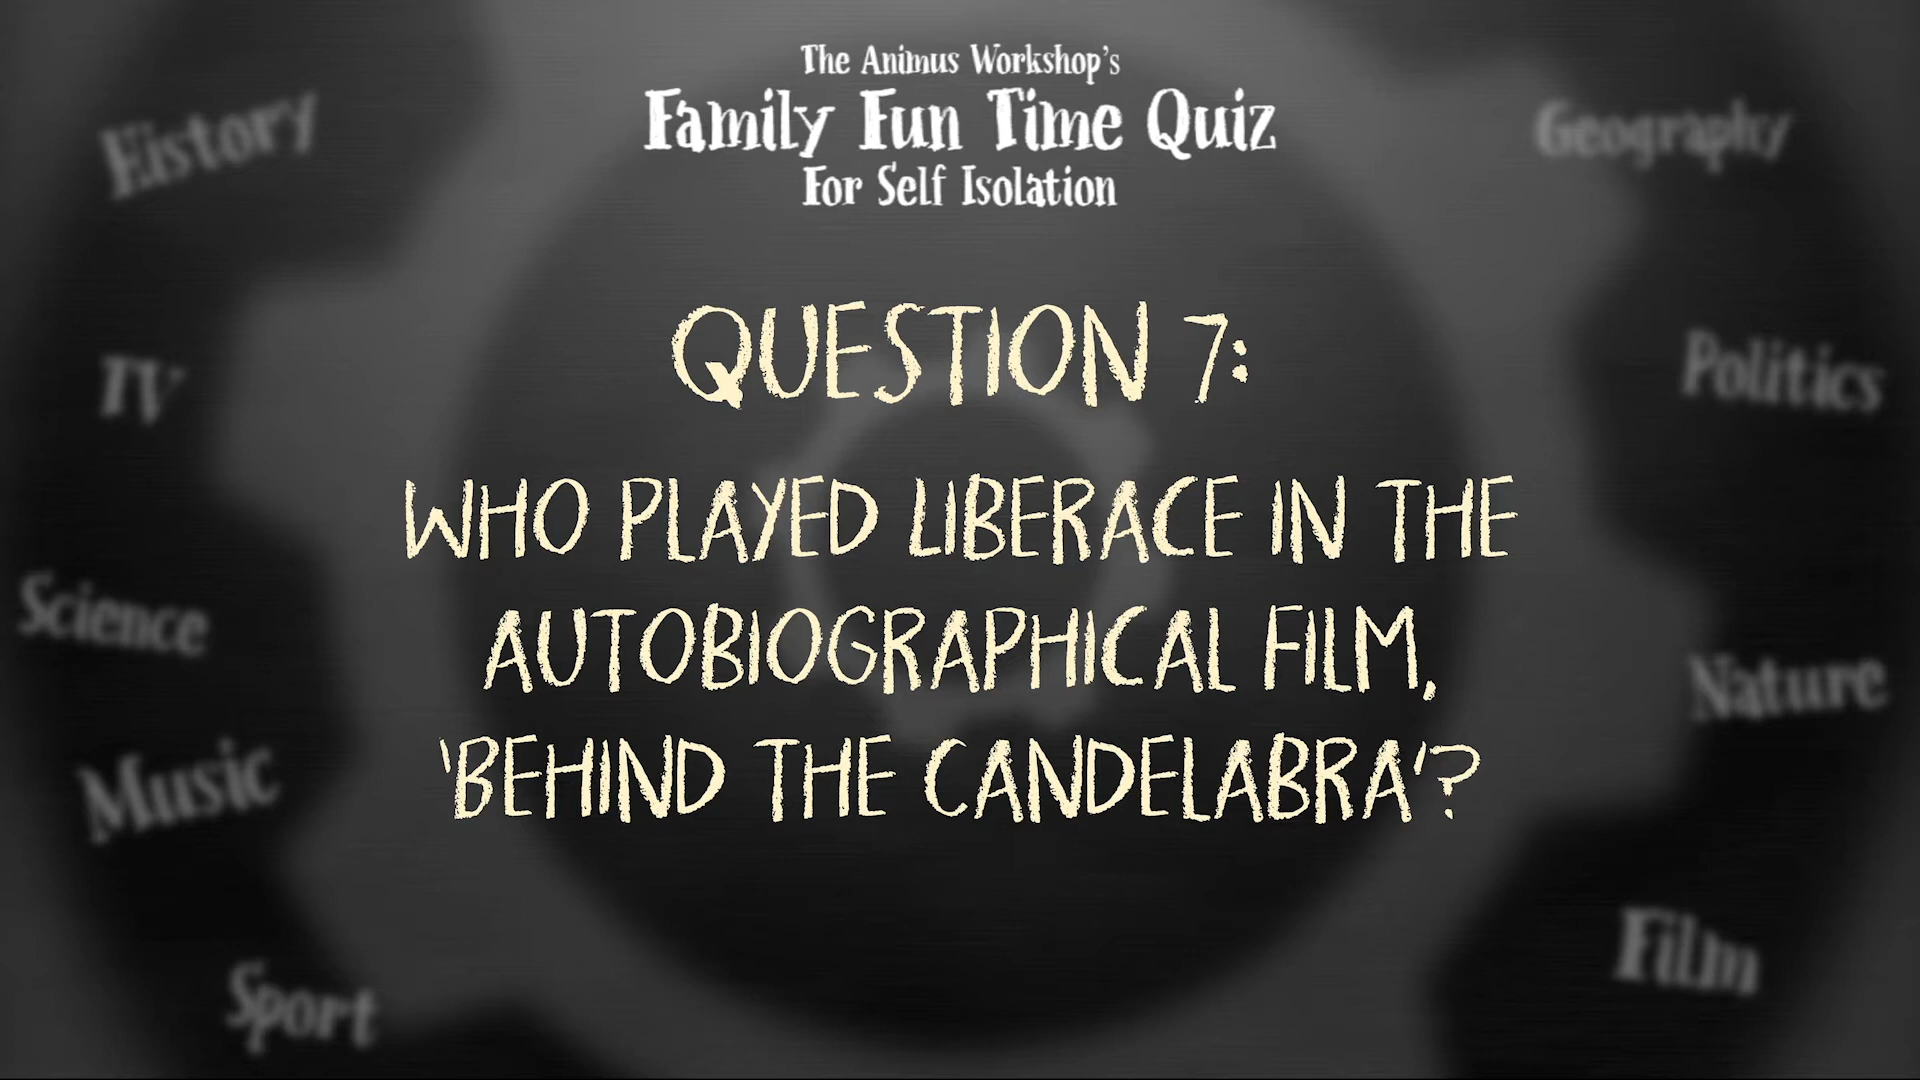 The Animus Workshop's
Family Fun Time Quiz
For Self Isolation
History
Geography
QUESTION 7:
TV
Politics
WHO PLAYED LIBERACE IN THE
Science
AUTOBIOGRAPHICAL FILM,
Nature
Music
'BEHIND THE CANDELABRA'?
Film
Sport